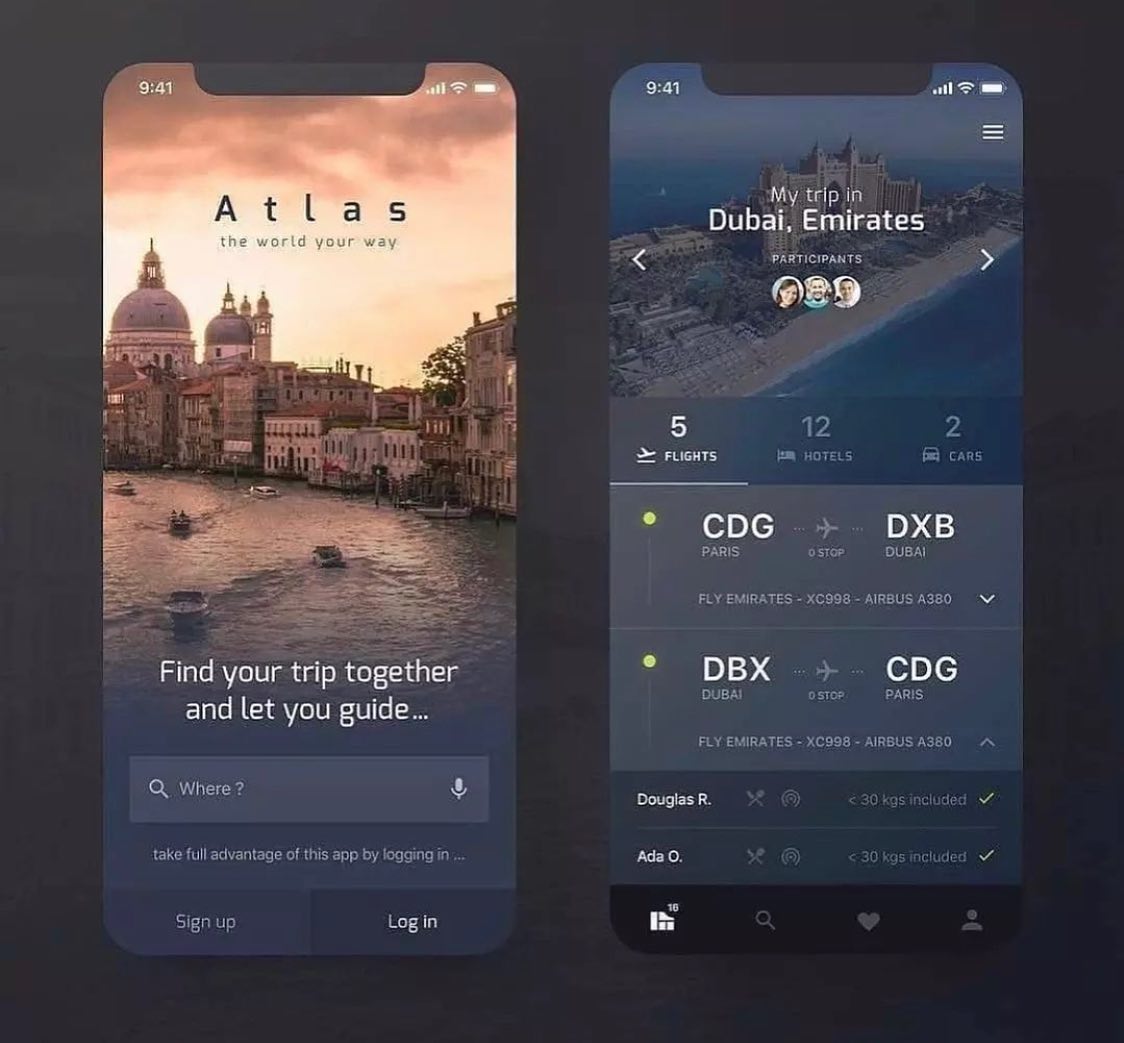 9:41
A t l a s
the world your way
Find your trip together
and let you guide...
Where ?
take full advantage of this app by logging in ...
Sign up
Log in
9:41
My trip in
Dubai, Emirates
PARTICIPANTS
5
FLIGHTS
12
HOTELS
2
CARS
CDG
PARIS
0 STOP
DXB
DUBAI
FLY EMIRATES - XC998 - AIRBUS A380
DBX
DUBAI
0 STOP
CDG
PARIS
FLY EMIRATES - XC998 - AIRBUS A380
Douglas R.
< 30 kgs included
Ada O.
< 30 kgs included
16